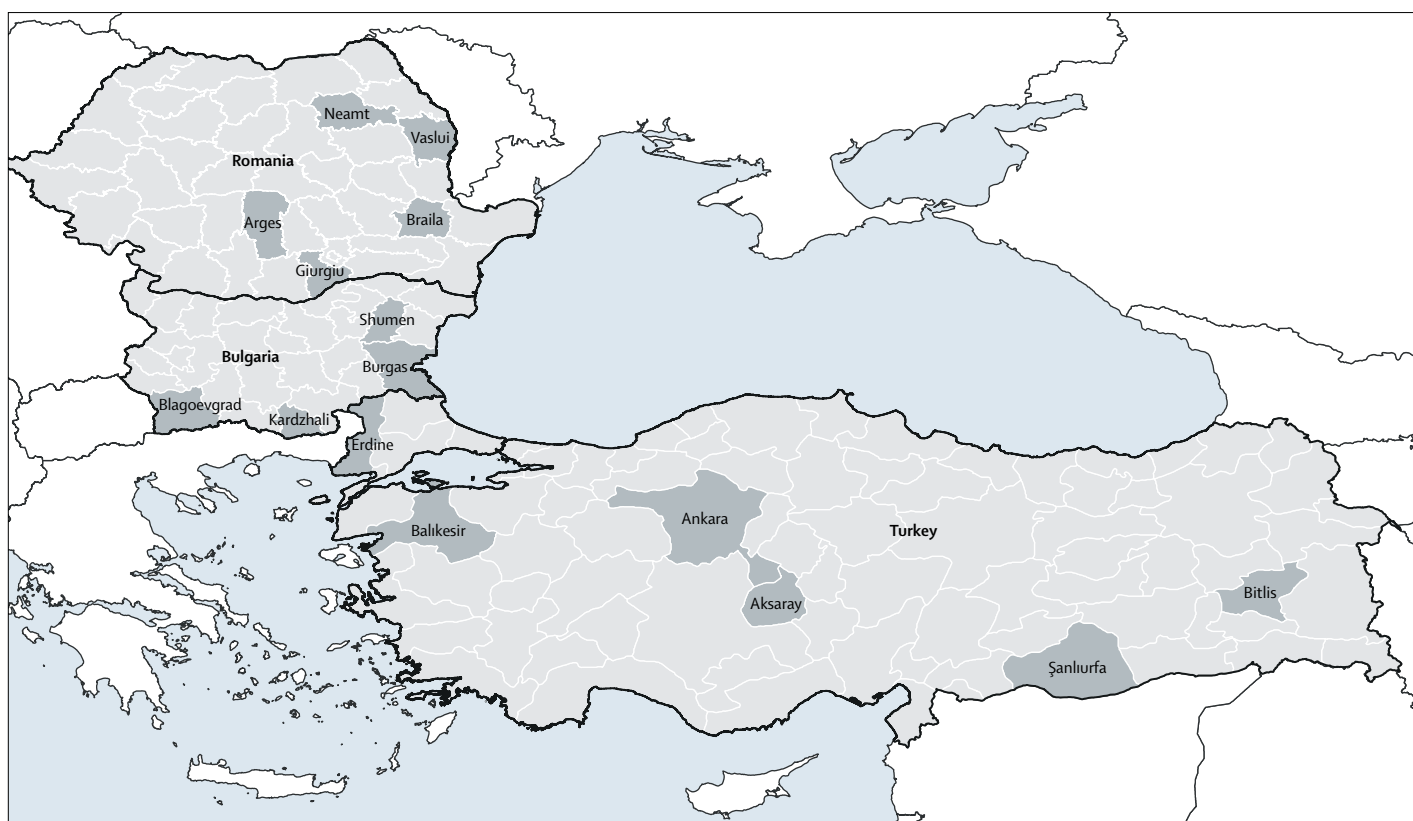 Neamt
Vaslui
Romania
Arges
Braila
Giurgiu
Shumen
Bulgaria
Burgas
Blagoevgrad
Kardzhali
Erdine
Ankara
Balıkesir
Turkey
Bitlis
Aksaray
Şanlıurfa